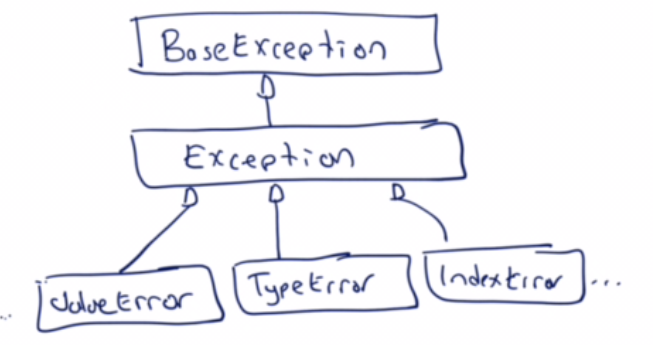 BaseException
Exception
... ValueError TypeError IndexError ...